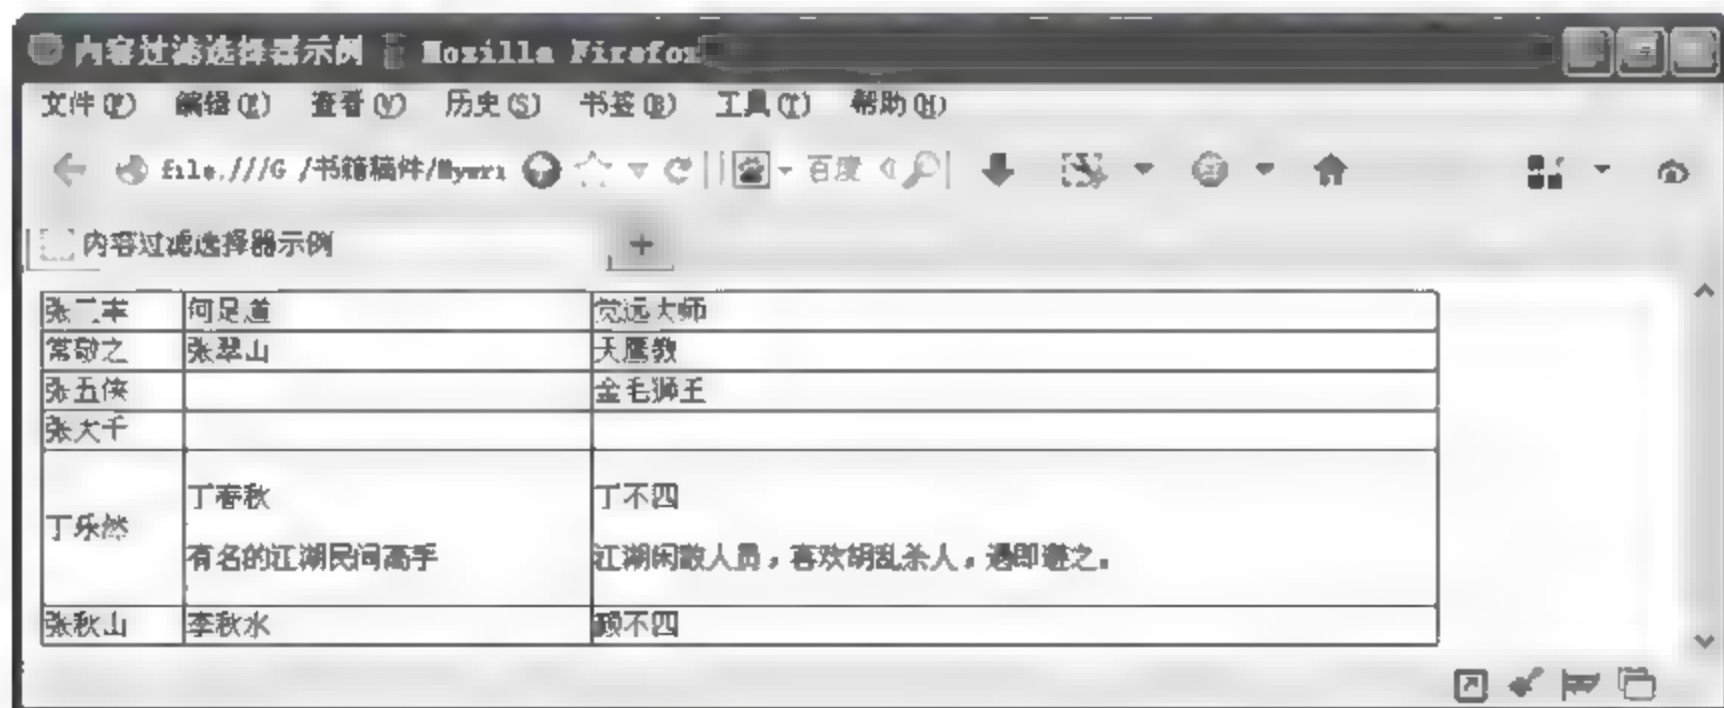 内容过滤选择器示例 - Mozilla Firefox
文件(F) 编辑(E) 查看(V) 历史(S) 书签(B) 工具(T) 帮助(H)
file:///G:/书籍稿件/Mywri 百度
内容过滤选择器示例 +
张三丰 何足道 觉远大师
常敬之 张翠山 天鹰教
张五侠 金毛狮王
张大千
丁乐然 丁春秋 丁不四
有名的江湖民间高手 江湖闲散人员，喜欢胡乱杀人，遇即避之。
张秋山 李秋水 顾不四